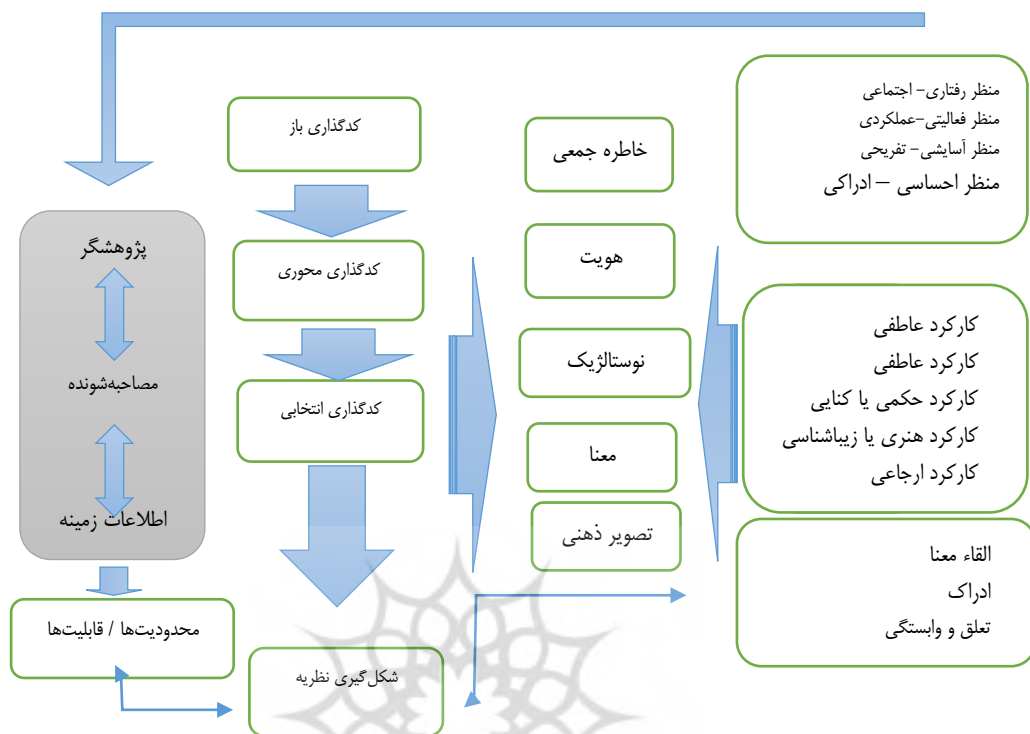 منظر رفتاری- اجتماعی
منظر فعالیتی-عملکردی
منظر آسایشی- تفریحی
منظر احساسی – ادراکی
کارکرد عاطفی
کارکرد عاطفی
کارکرد حکمی یا کنایی
کارکرد هنری یا زیباشناسی
کارکرد ارجاعی
القاء معنا
ادراک
تعلق و وابستگی
خاطره جمعی
هویت
نوستالژیک
معنا
تصویر ذهنی
کدگذاری باز
کدگذاری محوری
کدگذاری انتخابی
شکل‌گیری نظریه
پژوهشگر
مصاحبه‌شونده
اطلاعات زمینه
محدودیت‌ها / قابلیت‌ها